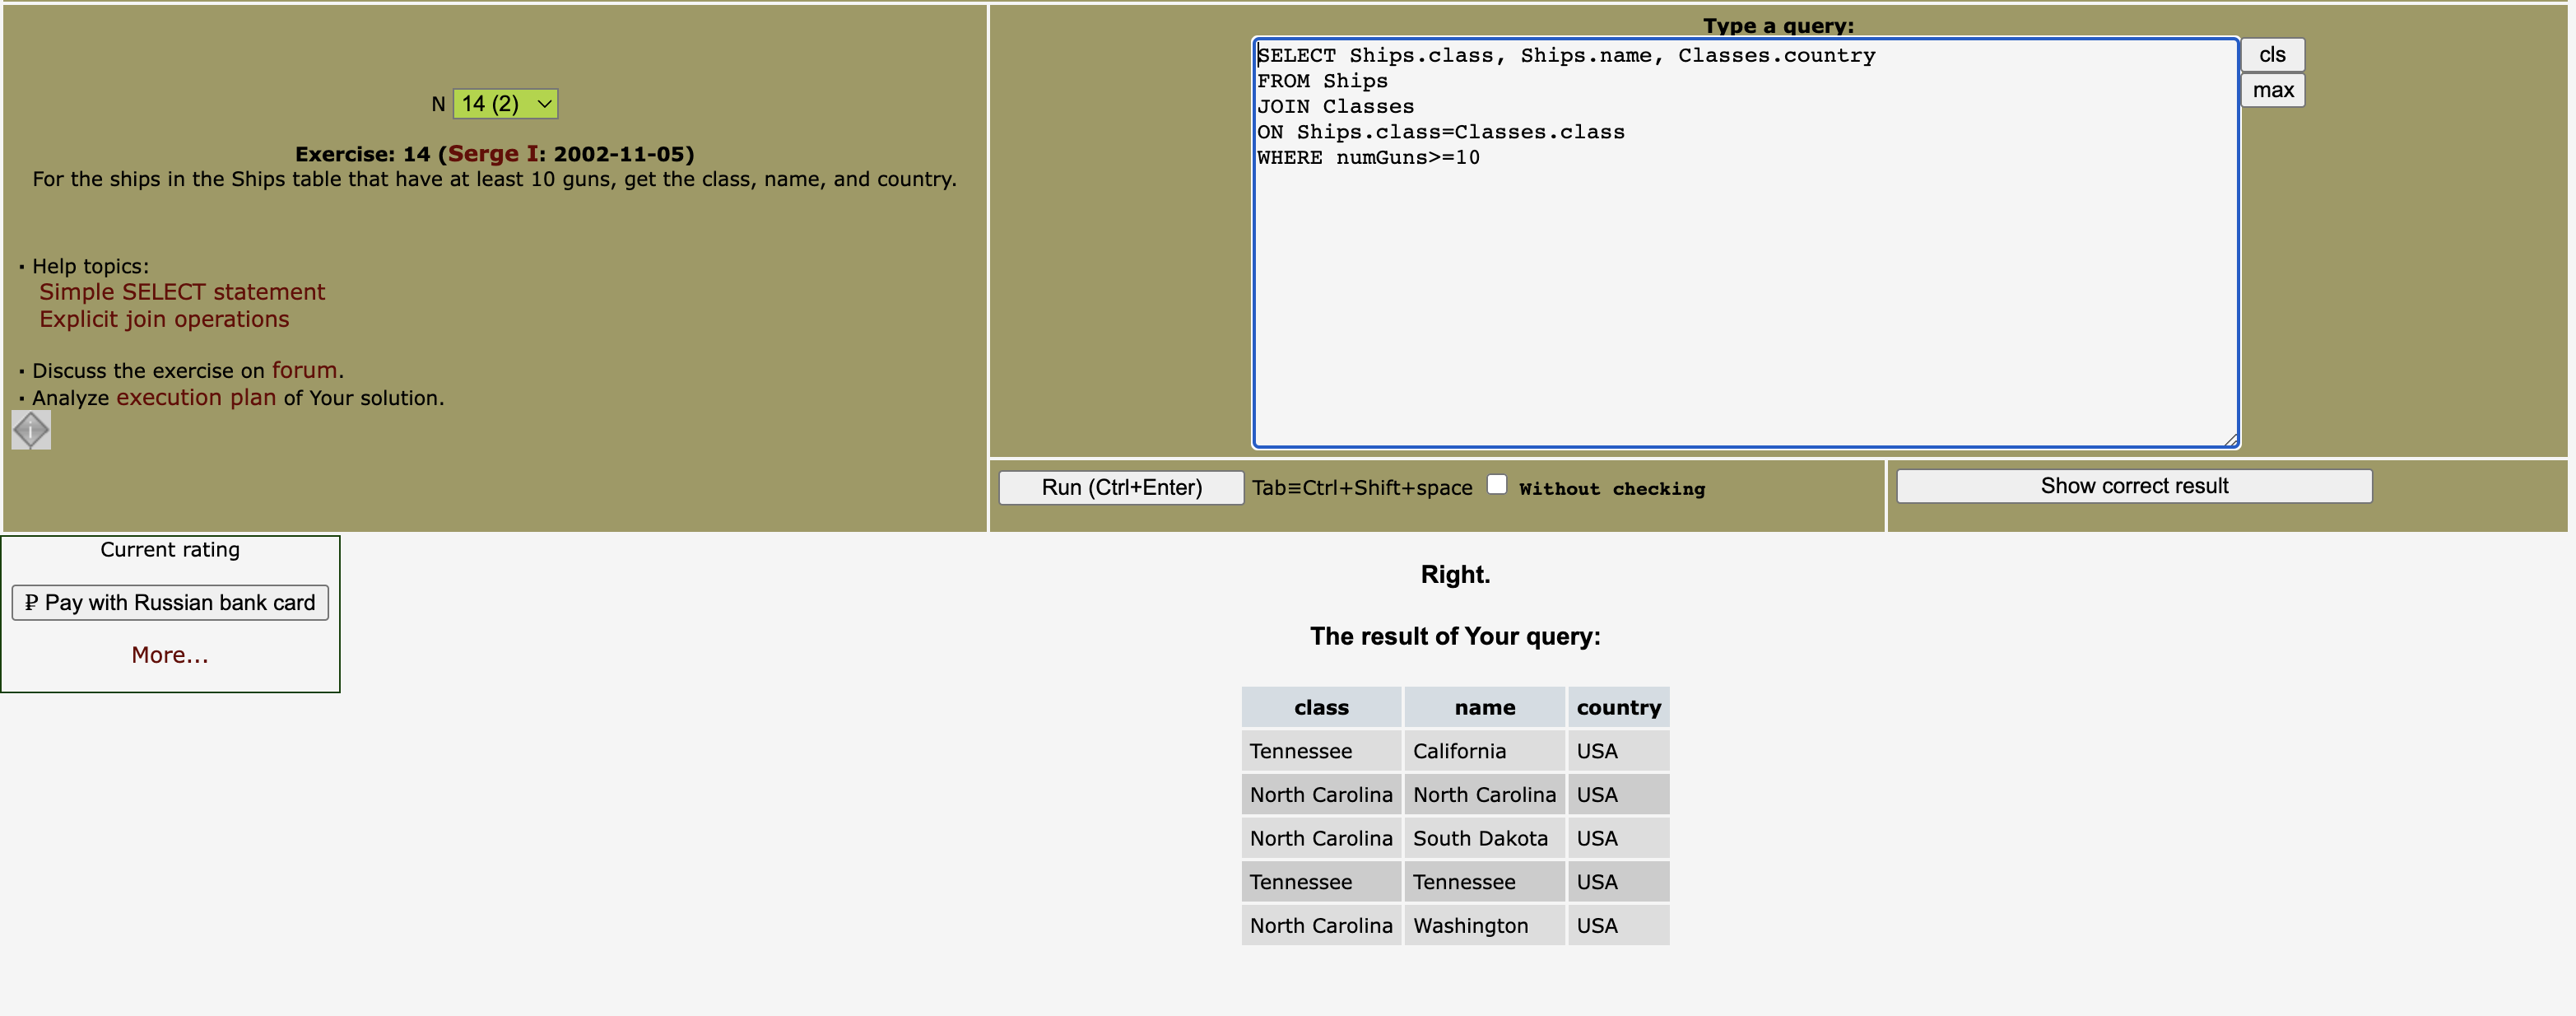 N 14 (2)
Exercise: 14 (Serge I: 2002-11-05)
For the ships in the Ships table that have at least 10 guns, get the class, name, and country.
▪ Help topics:
Simple SELECT statement
Explicit join operations
▪ Discuss the exercise on forum.
▪ Analyze execution plan of Your solution.
i
Type a query:
SELECT Ships.class, Ships.name, Classes.country
FROM Ships
JOIN Classes
ON Ships.class=Classes.class
WHERE numGuns>=10
cls
max
Run (Ctrl+Enter) Tab≡Ctrl+Shift+space Without checking
Show correct result
Current rating
₽ Pay with Russian bank card
More...
Right.
The result of Your query:
class name country
Tennessee California USA
North Carolina North Carolina USA
North Carolina South Dakota USA
Tennessee Tennessee USA
North Carolina Washington USA